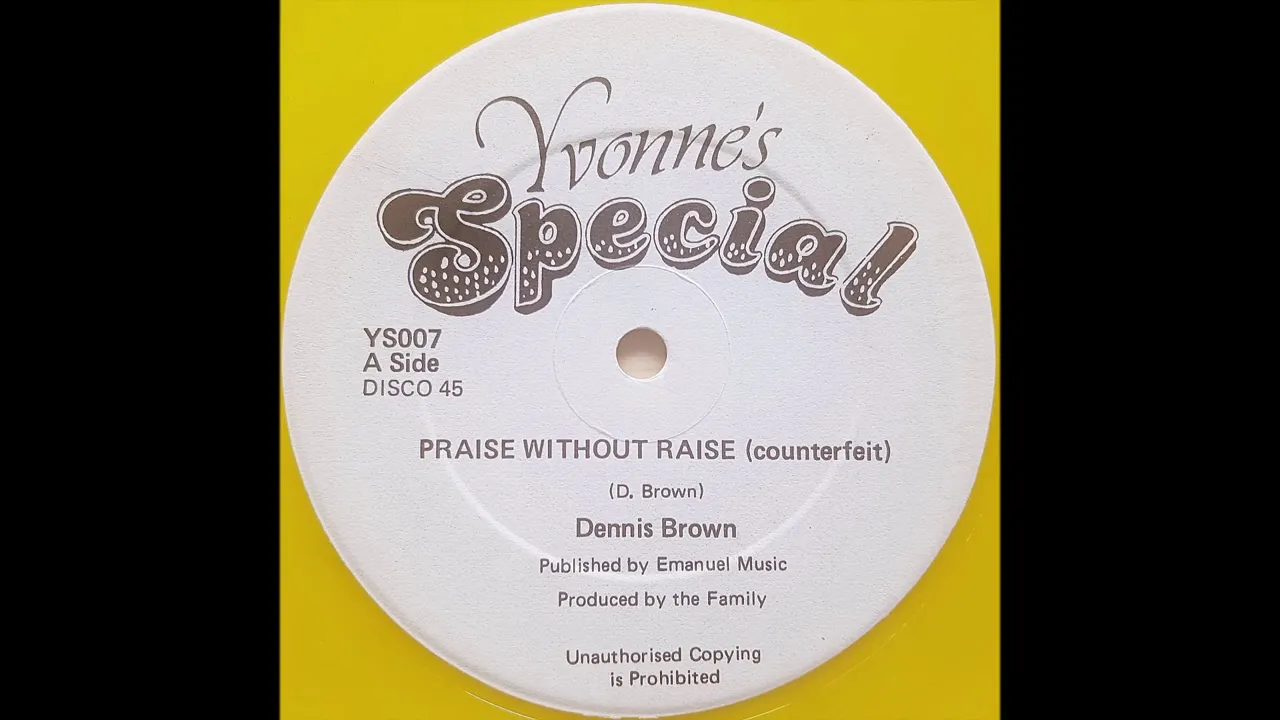 Yvonne's
Special
YS007
A Side
DISCO 45
PRAISE WITHOUT RAISE (counterfeit)
(D. Brown)
Dennis Brown
Published by Emanuel Music
Produced by the Family
Unauthorised Copying
is Prohibited